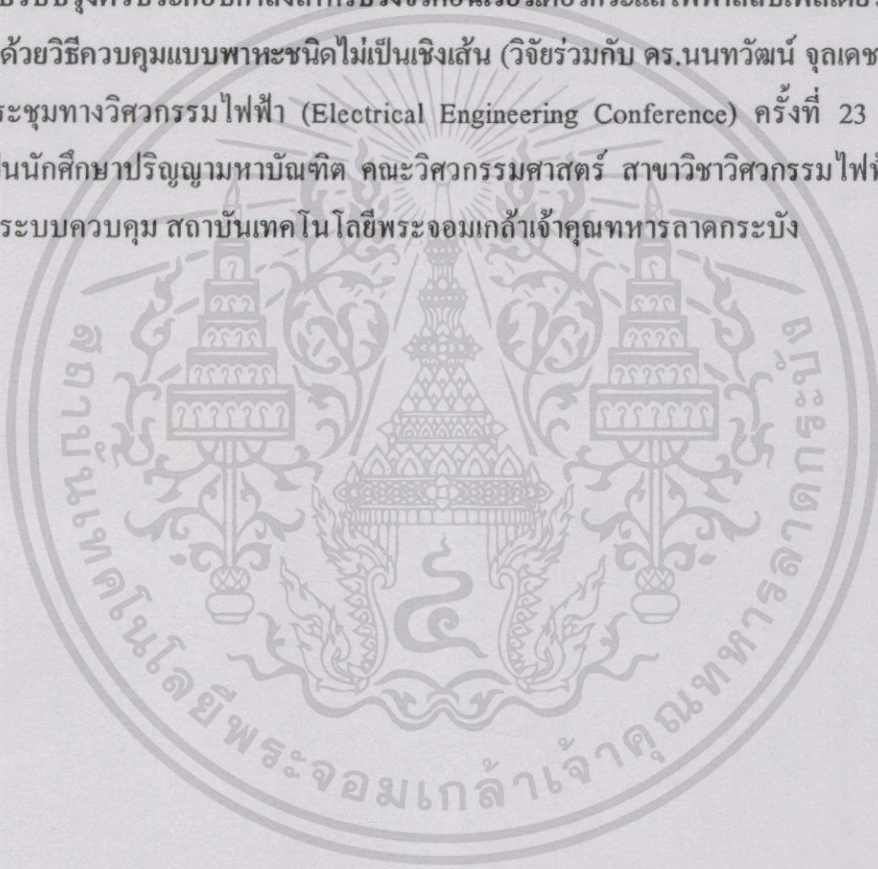 ด้วยวิธีควบคุมแบบพาหะชนิดไม่เป็นเชิงเส้น (วิจัยร่วมกับ ดร.นนทวัฒน์ จุลเดช
ระชุมทางวิศวกรรมไฟฟ้า (Electrical Engineering Conference) ครั้งที่ 23
นนักศึกษาปริญญามหาบัณฑิต คณะวิศวกรรมศาสตร์ สาขาวิชาวิศวกรรมไฟฟ้
ระบบควบคุม สถาบันเทคโนโลยีพระจอมเกล้าเจ้าคุณทหารลาดกระบัง
สถาบันเทคโนโลยีพระจอมเกล้าเจ้าคุณทหารลาดกระบัง